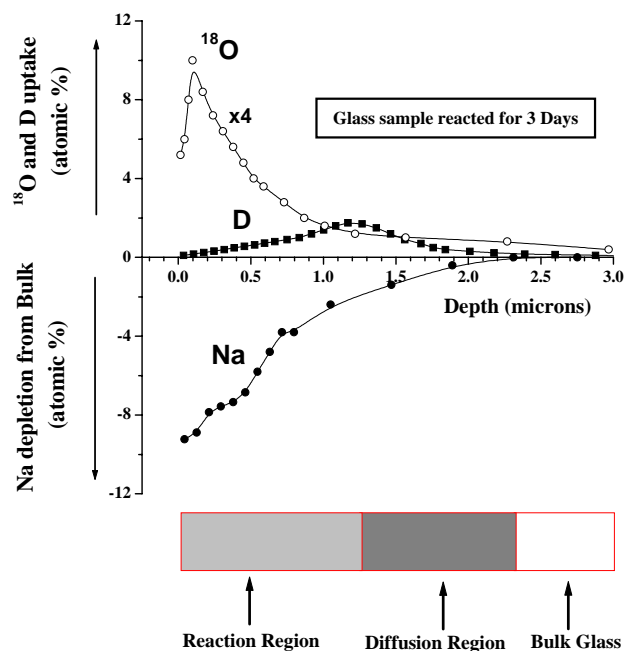 12
8
4
0
-4
-8
-12
¹⁸O and D uptake
(atomic %)
Na depletion from Bulk
(atomic %)
¹⁸O
x4
Glass sample reacted for 3 Days
D
0.0 0.5 1.0 1.5 2.0 2.5 3.0
Depth (microns)
Na
Reaction Region Diffusion Region Bulk Glass